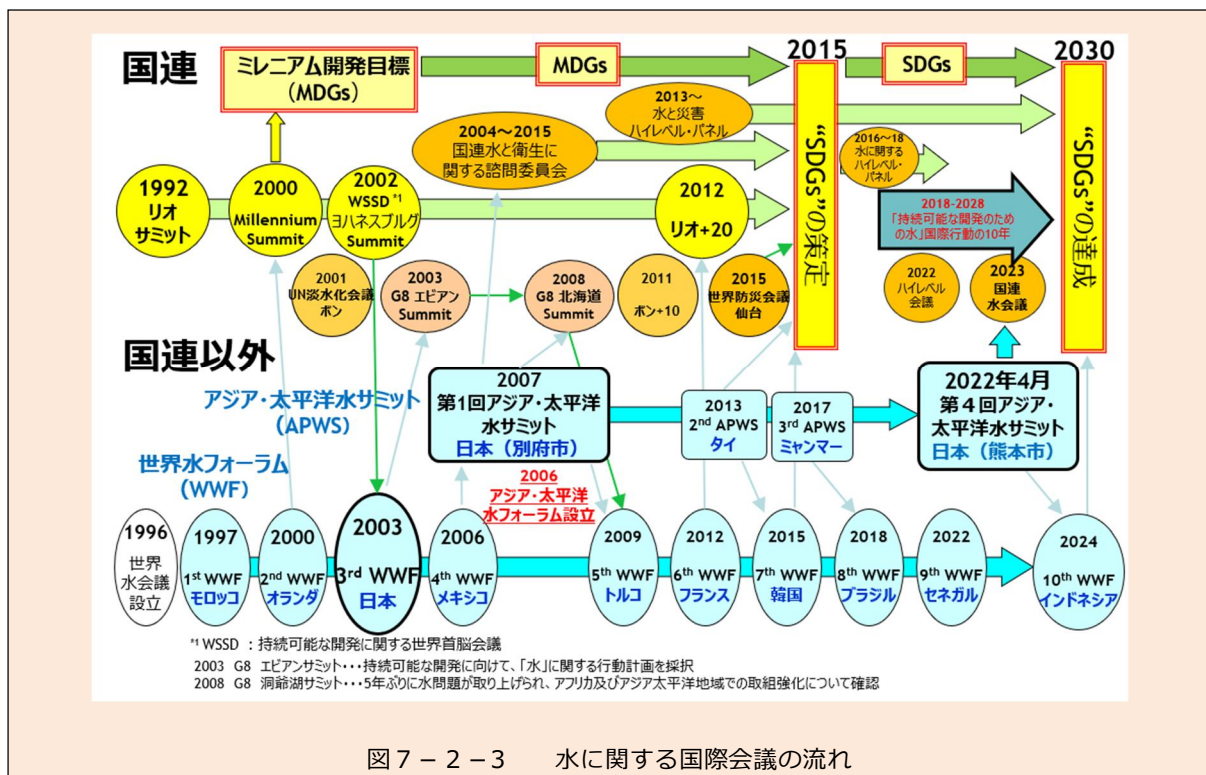 国連
ミレニアム開発目標
（MDGs）
MDGs
2015
SDGs
2030
2013～
水と災害
ハイレベル・パネル
2004～2015
国連水と衛生に
関する諮問委員会
2016～18
水に関する
ハイレベル・
パネル
“SDGs”の策定
“SDGs”の達成
1992
リオ
サミット
2000
Millennium
Summit
2002
WSSD *1
ヨハネスブルグ
Summit
2012
リオ+20
2018-2028
「持続可能な開発のため
の水」国際行動の10年
2001
UN淡水化会議
ボン
2003
G8 エビアン
Summit
2008
G8 北海道
Summit
2011
ボン+10
2015
世界防災会議
仙台
2022
ハイレベル
会議
2023
国連
水会議
国連以外
アジア・太平洋水サミット
（APWS）
2007
第1回アジア・太平洋
水サミット
日本（別府市）
2013
2nd APWS
タイ
2017
3rd APWS
ミャンマー
2022年4月
第４回アジア・
太平洋水サミット
日本（熊本市）
世界水フォーラム
（WWF）
2006
アジア・太平洋
水フォーラム設立
1996
世界
水会議
設立
1997
1st WWF
モロッコ
2000
2nd WWF
オランダ
2003
3rd WWF
日本
2006
4th WWF
メキシコ
2009
5th WWF
トルコ
2012
6th WWF
フランス
2015
7th WWF
韓国
2018
8th WWF
ブラジル
2022
9th WWF
セネガル
2024
10th WWF
インドネシア
*1 WSSD ：持続可能な開発に関する世界首脳会議
2003 G8 エビアンサミット・・・持続可能な開発に向けて、「水」に関する行動計画を採択
2008 G8 洞爺湖サミット・・・5年ぶりに水問題が取り上げられ、アフリカ及びアジア太平洋地域での取組強化について確認
図７－２－３　　水に関する国際会議の流れ